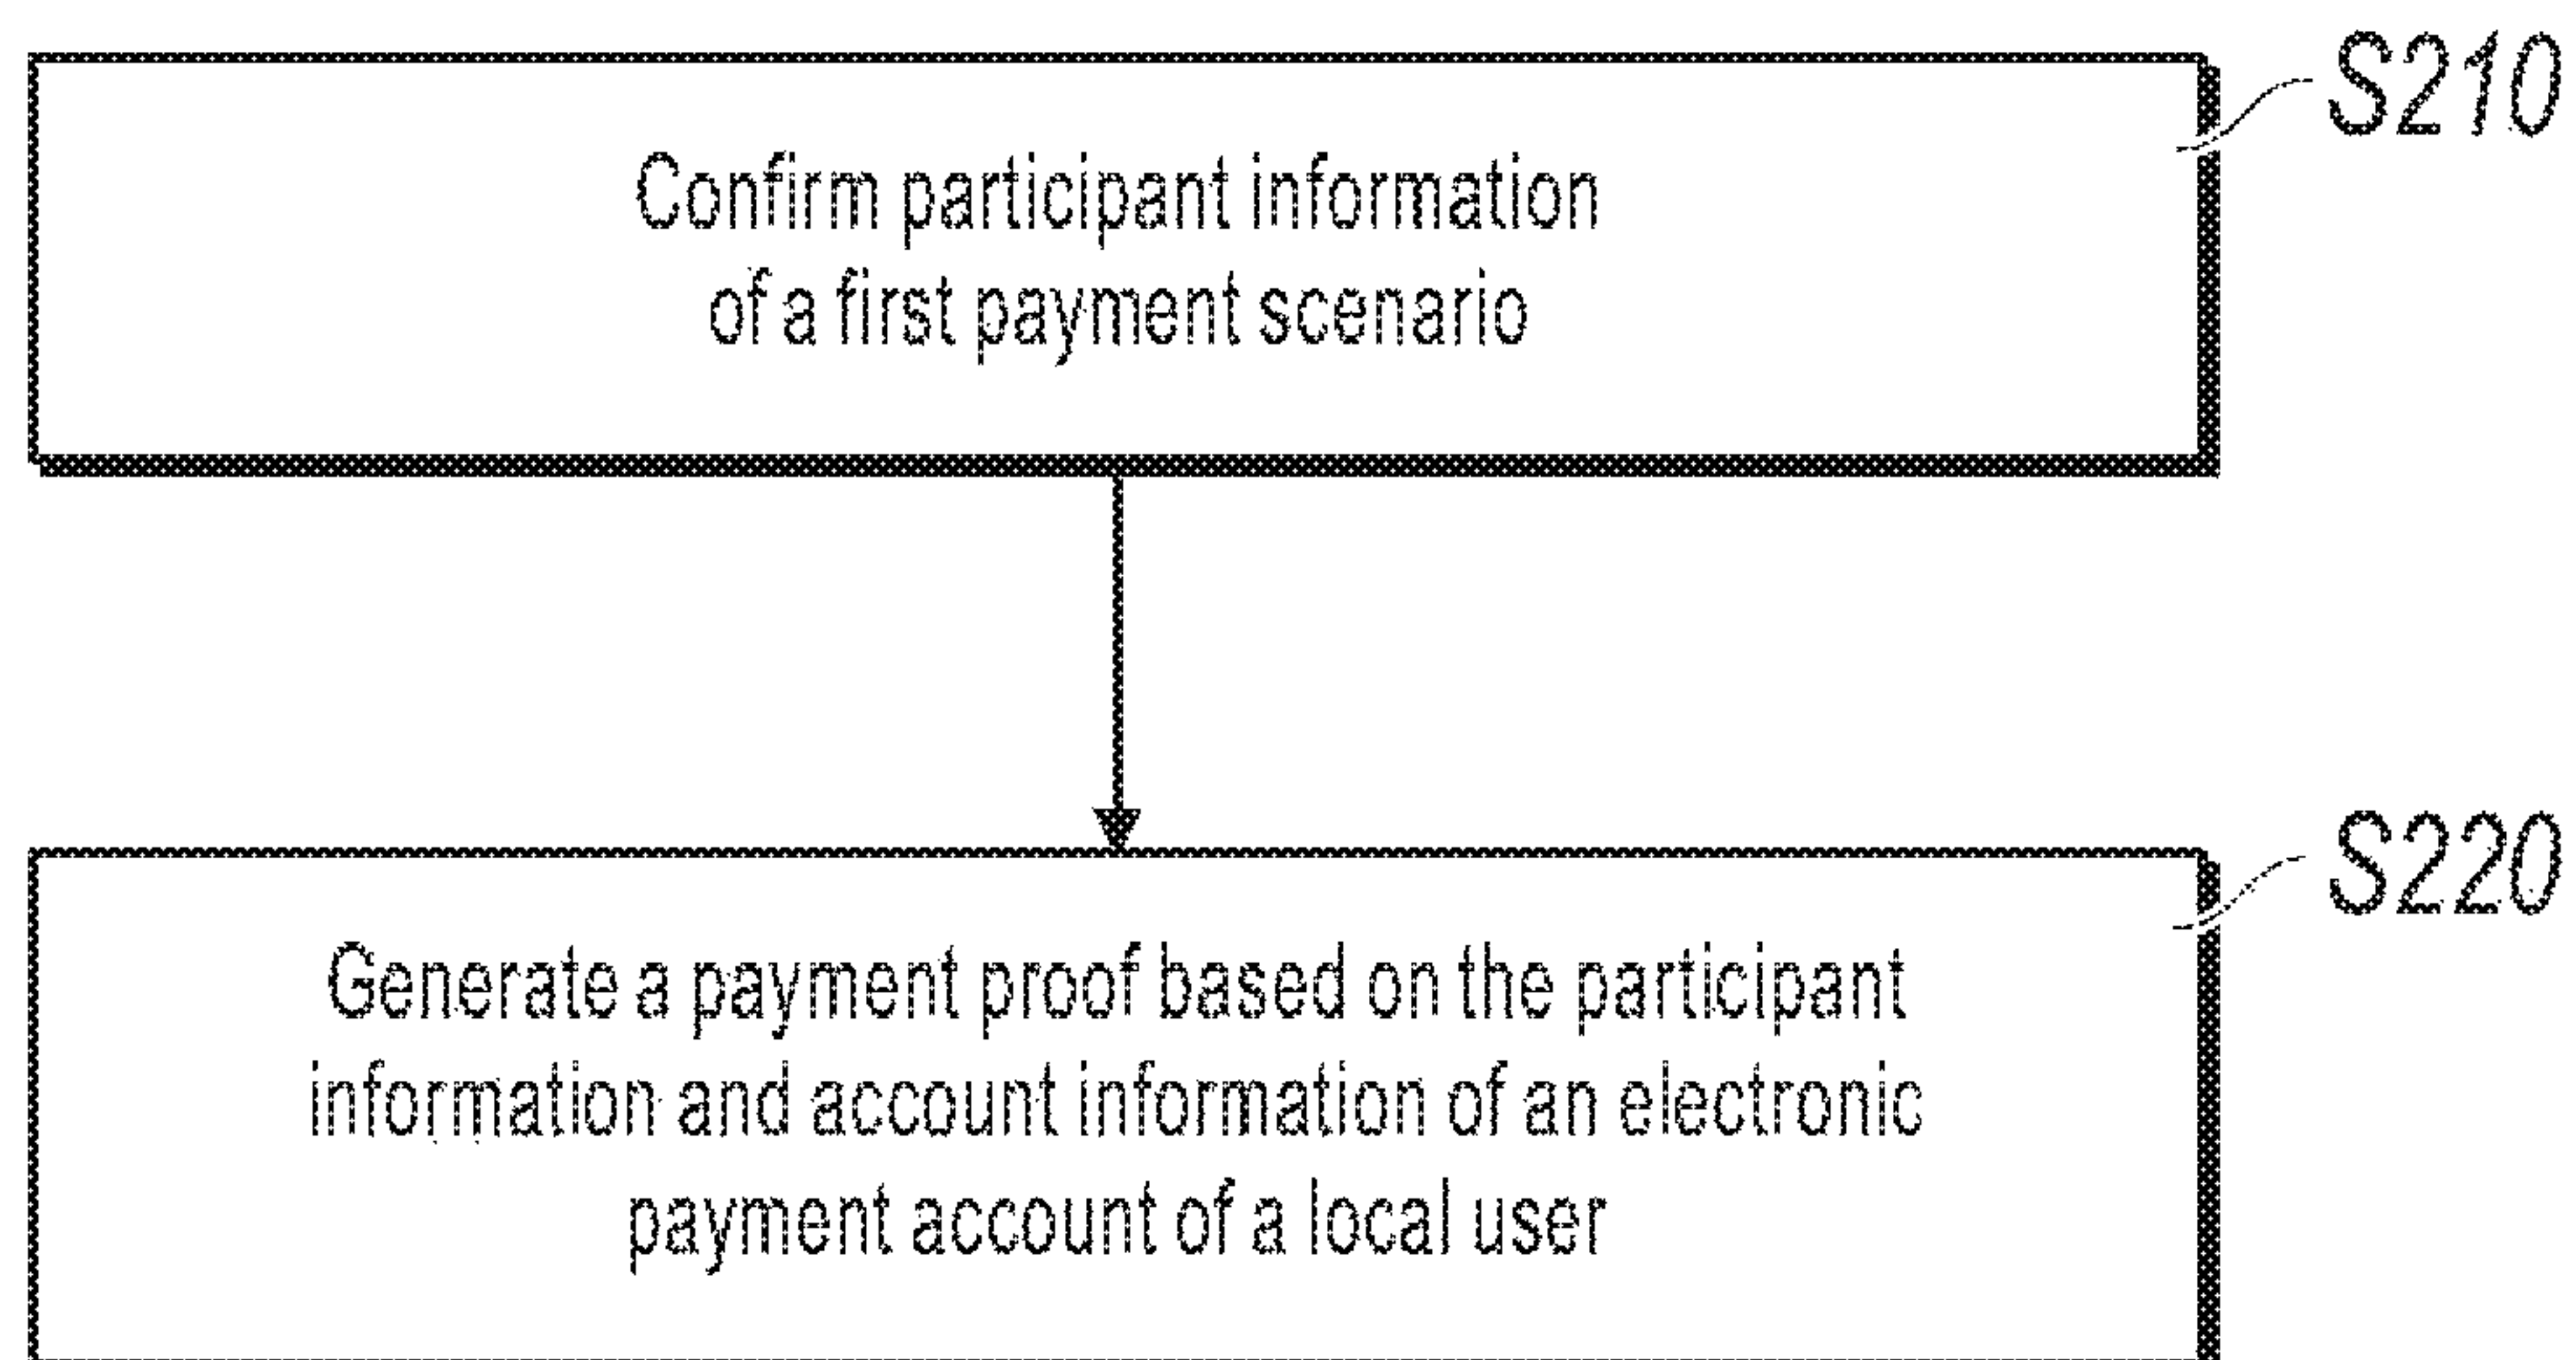 S210
Confirm participant information
of a first payment scenario
S220
Generate a payment proof based on the participant
information and account information of an electronic
payment account of a local user